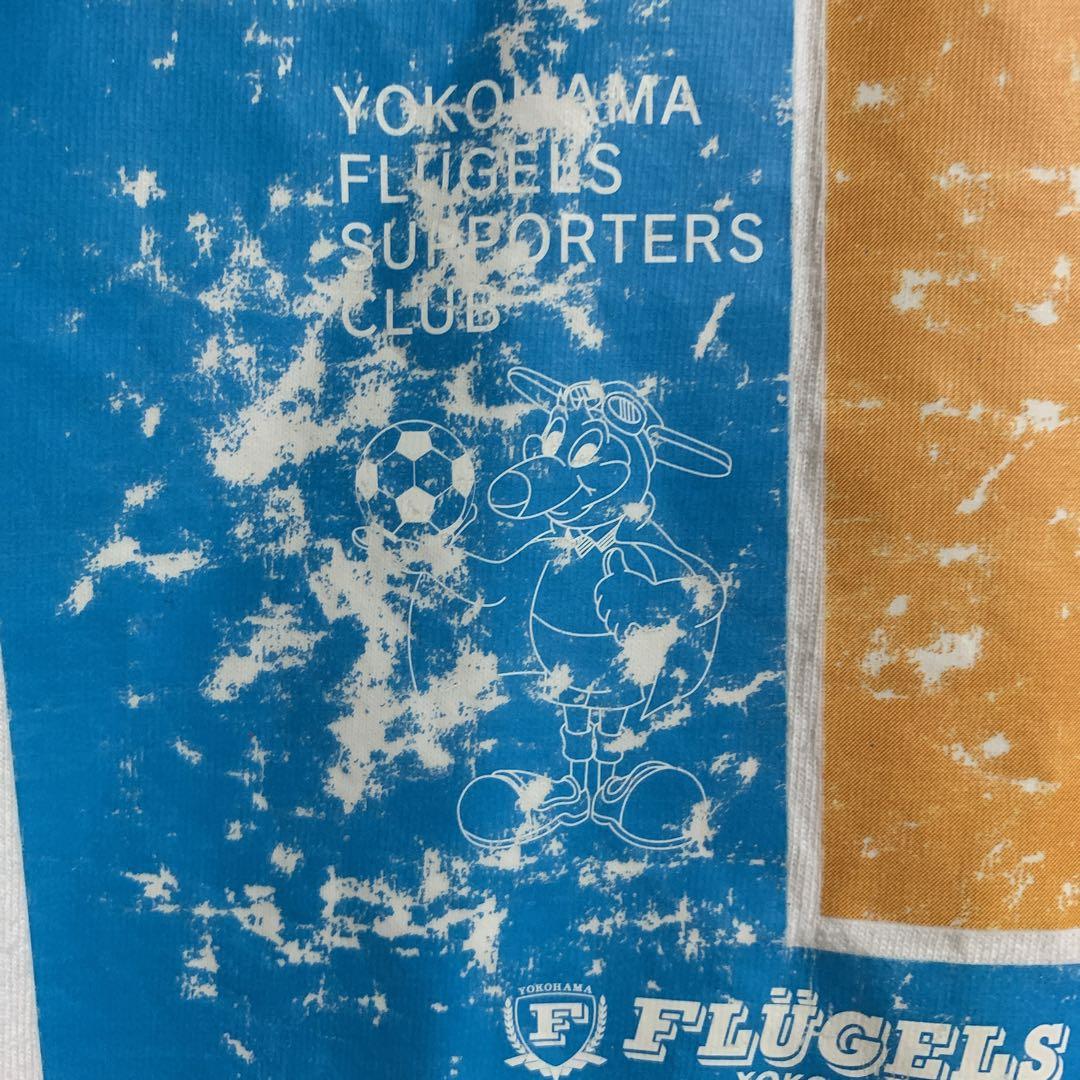 YOKOHAMA
FLÜGELS
SUPPORTERS
CLUB
YOKOHAMA
F
FLÜGELS